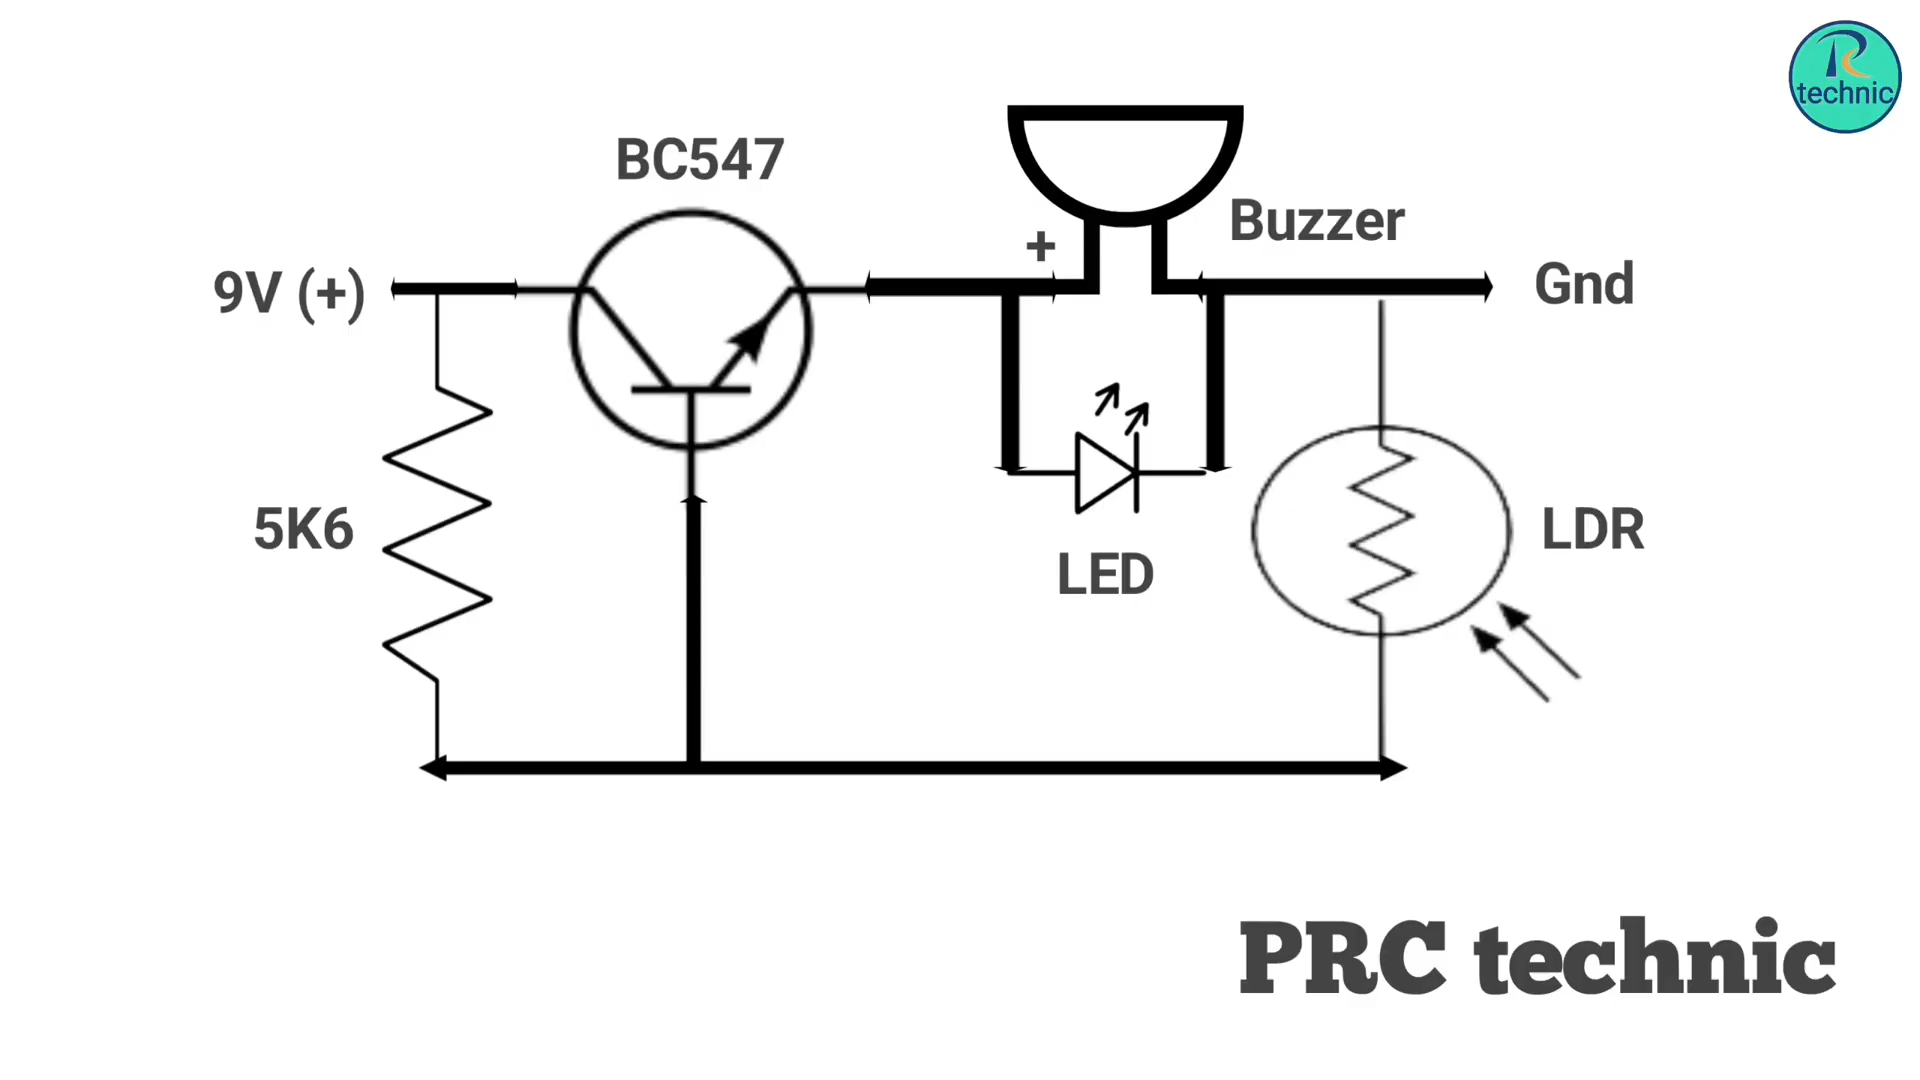 technic
BC547
Buzzer
+
9V (+)
Gnd
5K6
LDR
LED
PRC technic